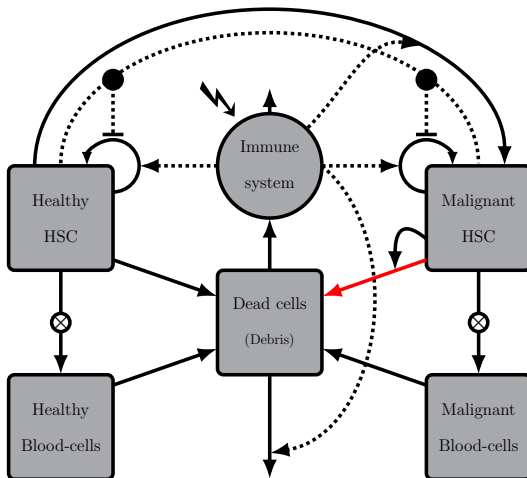 Immune
system
Healthy
HSC
Malignant
HSC
Dead cells
(Debris)
Healthy
Blood-cells
Malignant
Blood-cells